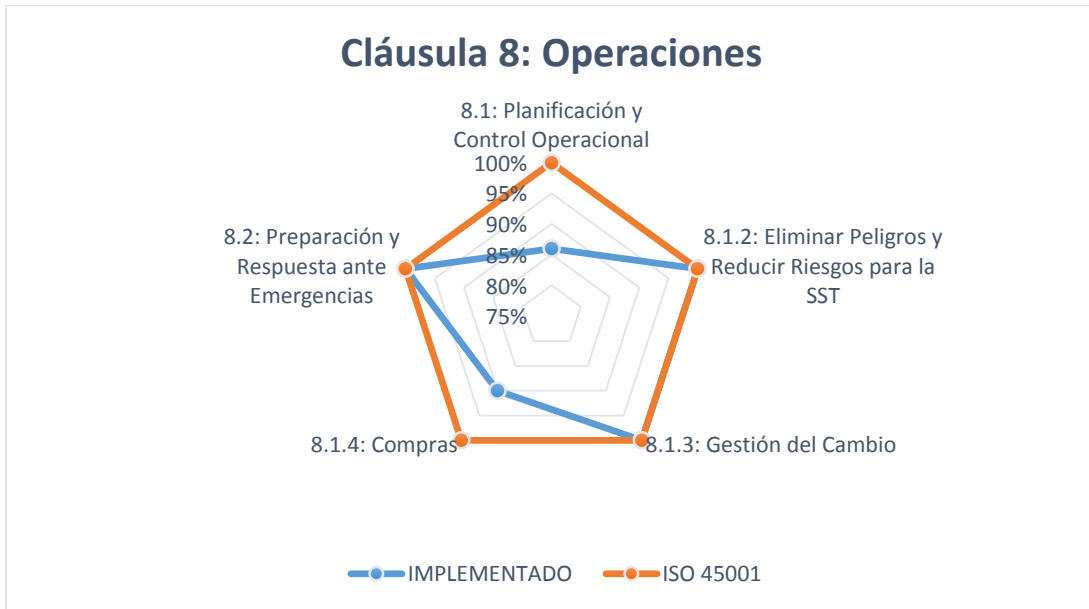 Cláusula 8: Operaciones
8.1: Planificación y
Control Operacional
100%
95%
90%
85%
80%
75%
8.2: Preparación y
Respuesta ante
Emergencias
8.1.2: Eliminar Peligros y
Reducir Riesgos para la
SST
8.1.4: Compras
8.1.3: Gestión del Cambio
IMPLEMENTADO
ISO 45001